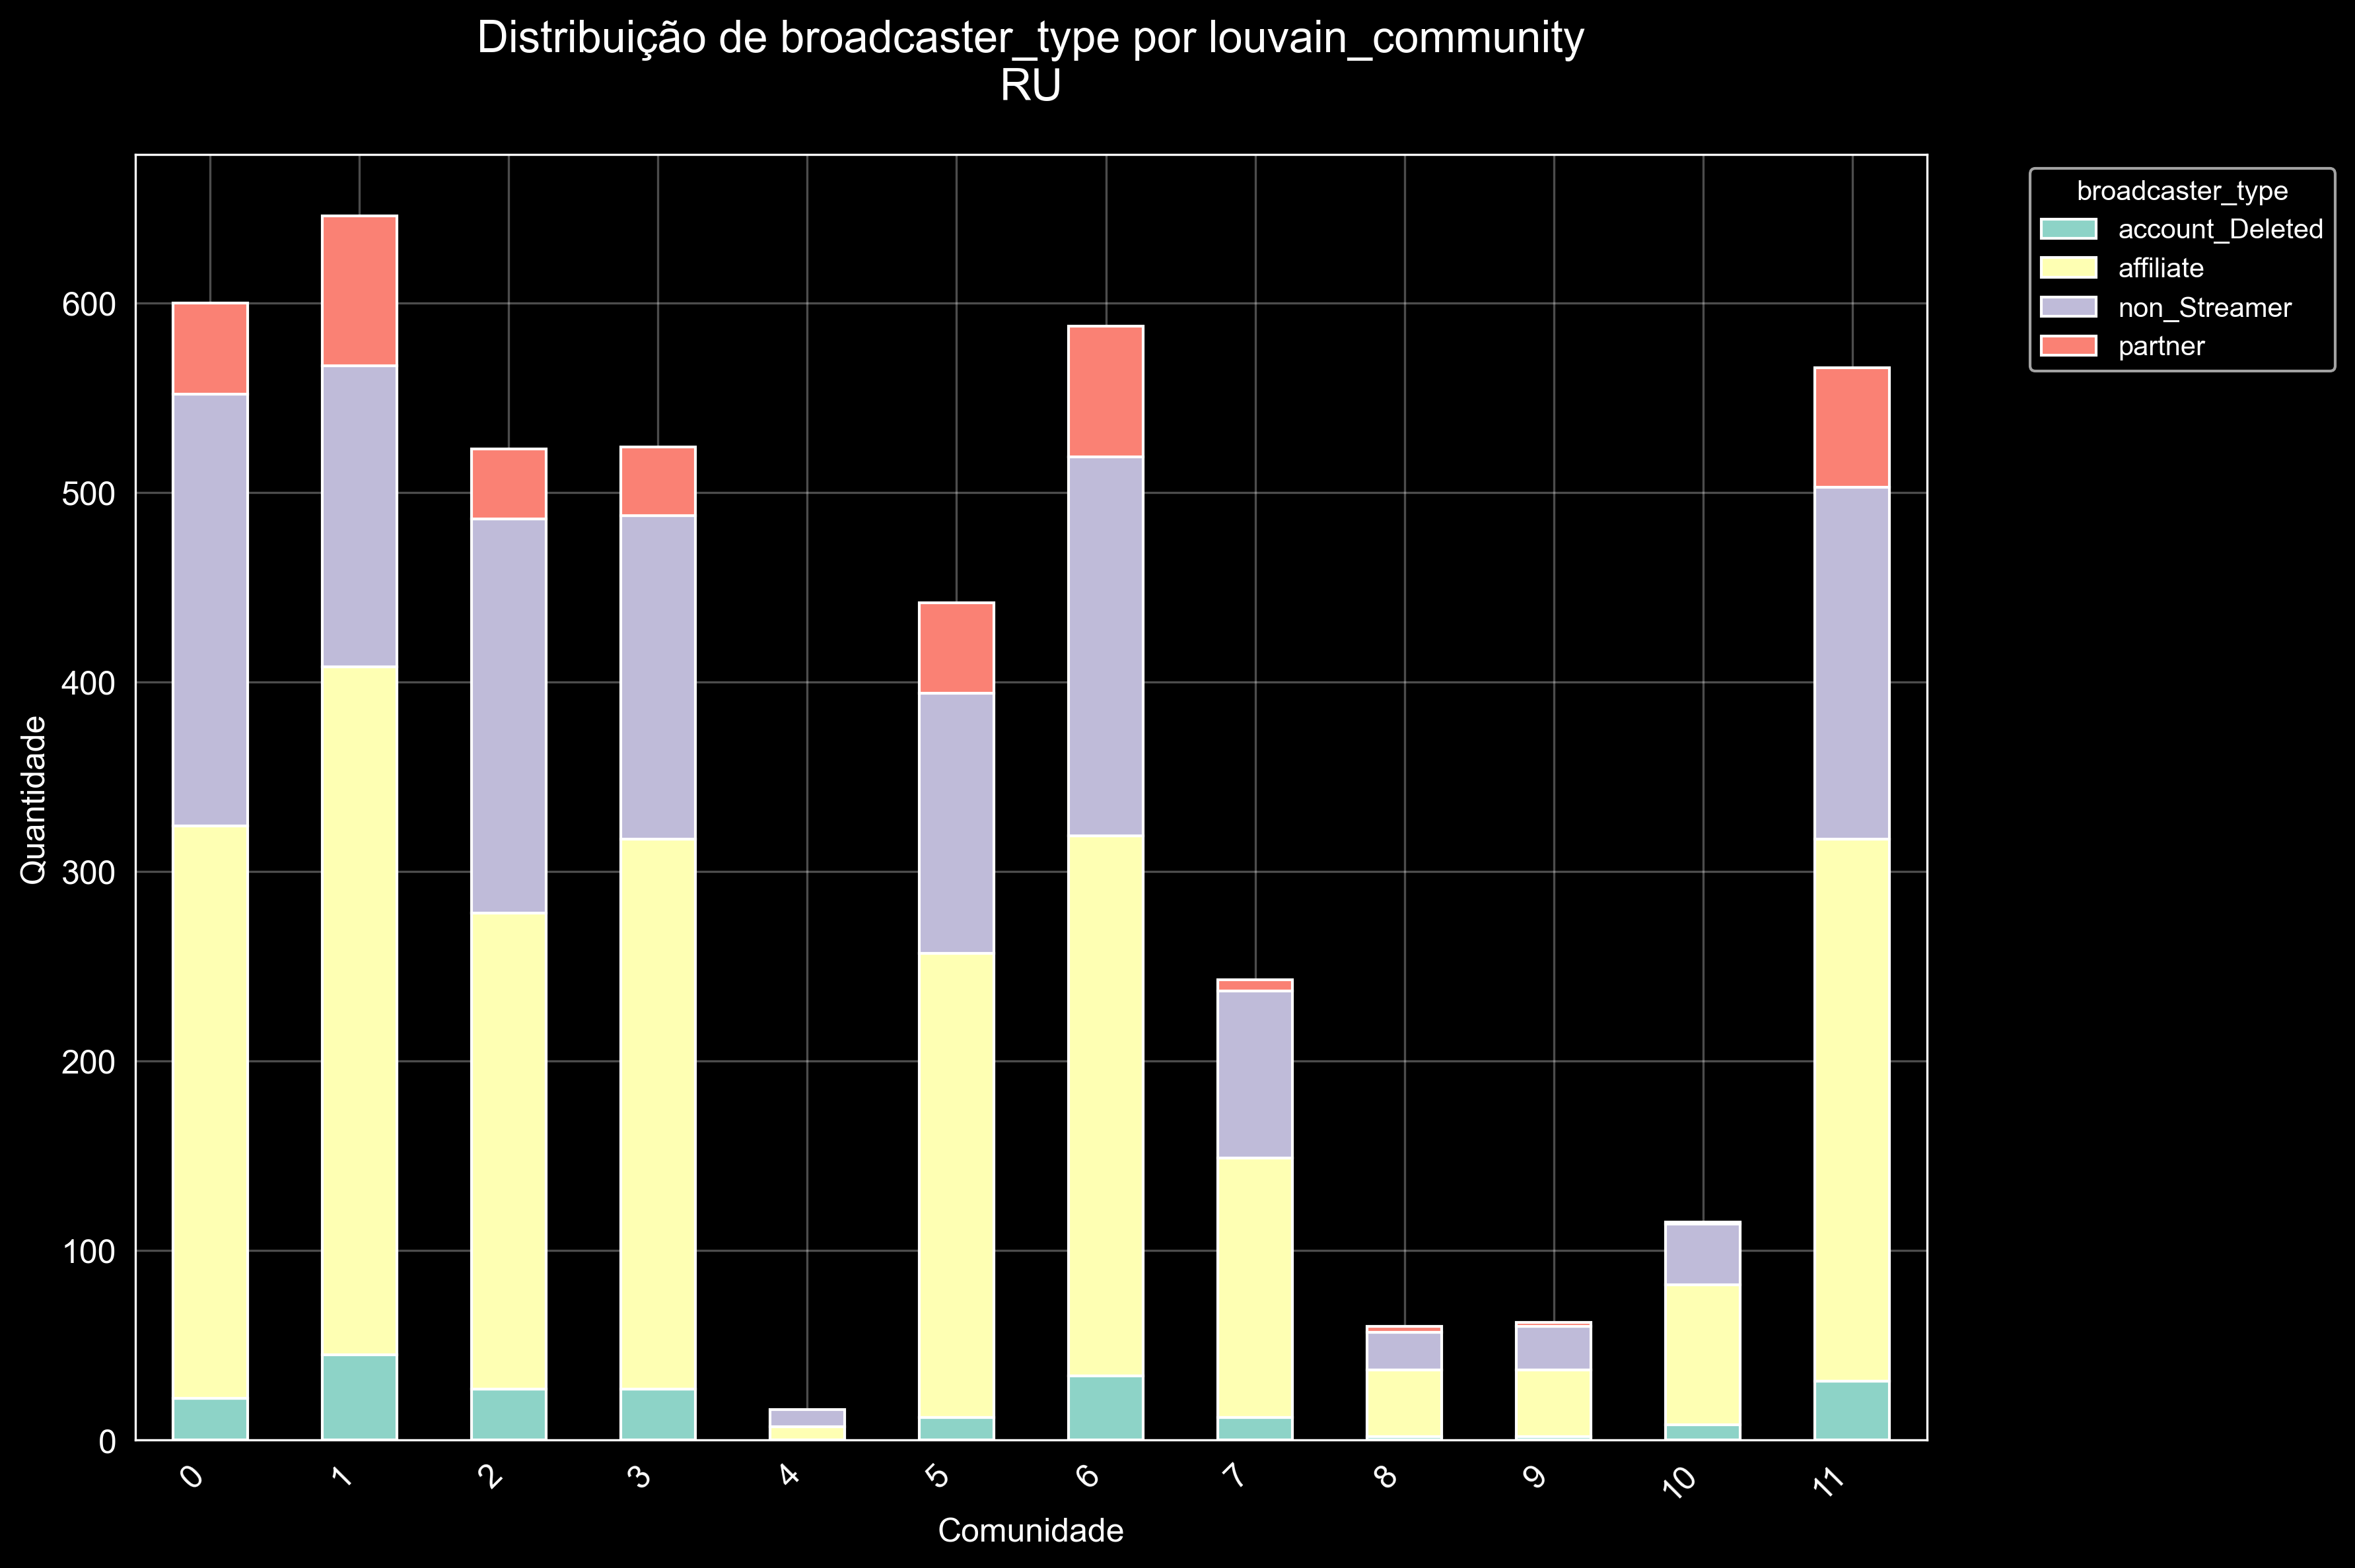 Distribuição de broadcaster_type por louvain_community
RU
broadcaster_type
account_Deleted
affiliate
non_Streamer
partner
Quantidade
600
500
400
300
200
100
0
0
1
2
3
4
5
6
7
8
9
10
11
Comunidade